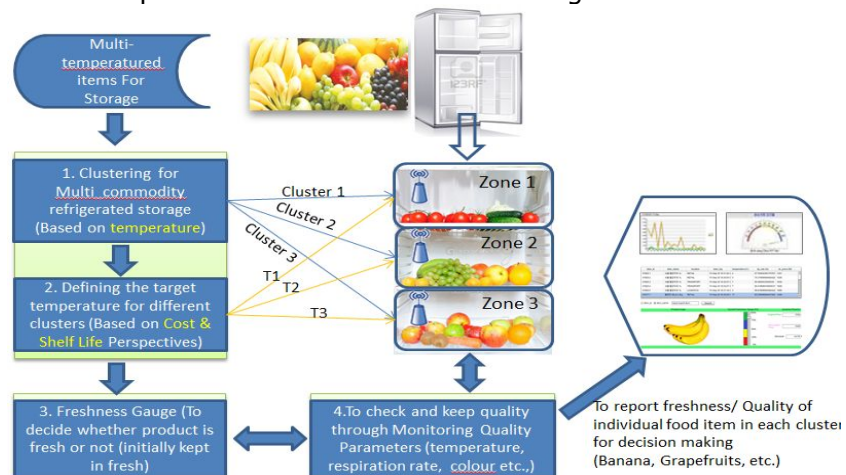 Multi-
temperatured
items For
Storage
123RF
1. Clustering for
Multi commodity
refrigerated storage
(Based on temperature)
Cluster 1
Cluster 2
Cluster 3
T1
T2
T3
Zone 1
Zone 2
Zone 3
2. Defining the target
temperature for different
clusters (Based on Cost &
Shelf Life Perspectives)
3. Freshness Gauge (To
decide whether product is
fresh or not (initially kept
in fresh)
4.To check and keep quality
through Monitoring Quality
Parameters (temperature,
respiration rate, colour etc.,)
To report freshness/ Quality of
individual food item in each cluster
for decision making
(Banana, Grapefruits, etc.)